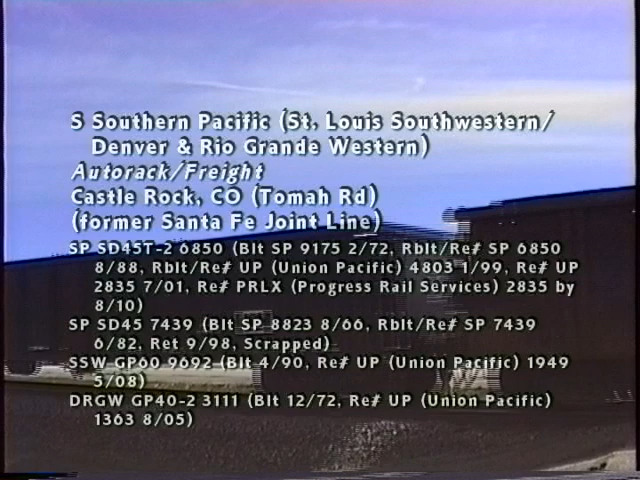 S Southern Pacific (St. Louis Southwestern/
Denver & Rio Grande Western)
Autorack/Freight
Castle Rock, CO (Tomah Rd)
(former Santa Fe Joint Line)
SP SD45T-2 6850 (Blt SP 9175 2/72, Rblt/Re# SP 6850
8/88, Rblt/Re# UP (Union Pacific) 4803 1/99, Re# UP
2835 7/01, Re# PRLX (Progress Rail Services) 2835 by
8/10)
SP SD45 7439 (Blt SP 8823 8/66, Rblt/Re# SP 7439
6/82, Ret 9/98, Scrapped)
SSW GP60 9692 (Blt 4/90, Re# UP (Union Pacific) 1949
5/08)
DRGW GP40-2 3111 (Blt 12/72, Re# UP (Union Pacific)
1363 8/05)